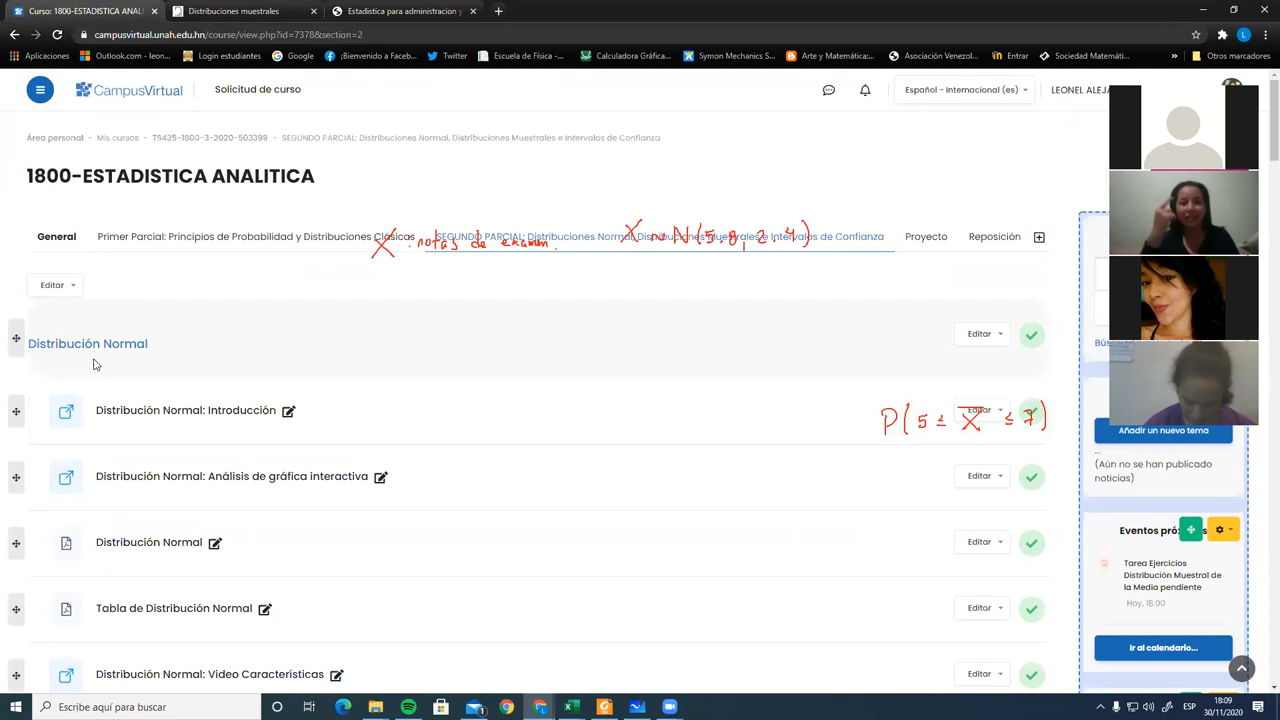 Curso: 1800-ESTADISTICA ANALITI
Distribuciones muestrales
Estadistica para administracion y
campusvirtual.unah.edu.hn/course/view.php?id=7378&section=2
Aplicaciones
Outlook.com - leon...
Login estudiantes
Google
¡Bienvenido a Faceb...
Twitter
Escuela de Física -...
Calculadora Gráfica...
Symon Mechanics S...
Arte y Matemática:...
Asociación Venezol...
Entrar
Sociedad Matemáti...
Otros marcadores
CampusVirtual
Solicitud de curso
Español - Internacional (es)
LEONEL ALEJA
Área personal - Mis cursos - TS435-1800-3-2020-503399 - SEGUNDO PARCIAL: Distribuciones Normal, Distribuciones Muestrales e Intervalos de Confianza
1800-ESTADISTICA ANALITICA
General
Primer Parcial: Principios de Probabilidad y Distribuciones Clásicas
SEGUNDO PARCIAL: Distribuciones Normal, Distribuciones Muestrales e Intervalos de Confianza
Proyecto
Reposición
X : notas de examen.
X ~ N(5.8, 2.4)
Editar
Distribución Normal
Editar
Distribución Normal: Introducción
Editar
P(5 ≤ X̅ ≤ 7)
Distribución Normal: Análisis de gráfica interactiva
Editar
Distribución Normal
Editar
Tabla de Distribución Normal
Editar
Distribución Normal: Video Características
Editar
Añadir un nuevo tema
...
(Aún no se han publicado
noticias)
Tarea Ejercicios
Distribución Muestral de
la Media pendiente
Hoy, 18:00
Ir al calendario...
Escribe aquí para buscar
ESP
18:09
30/11/2020